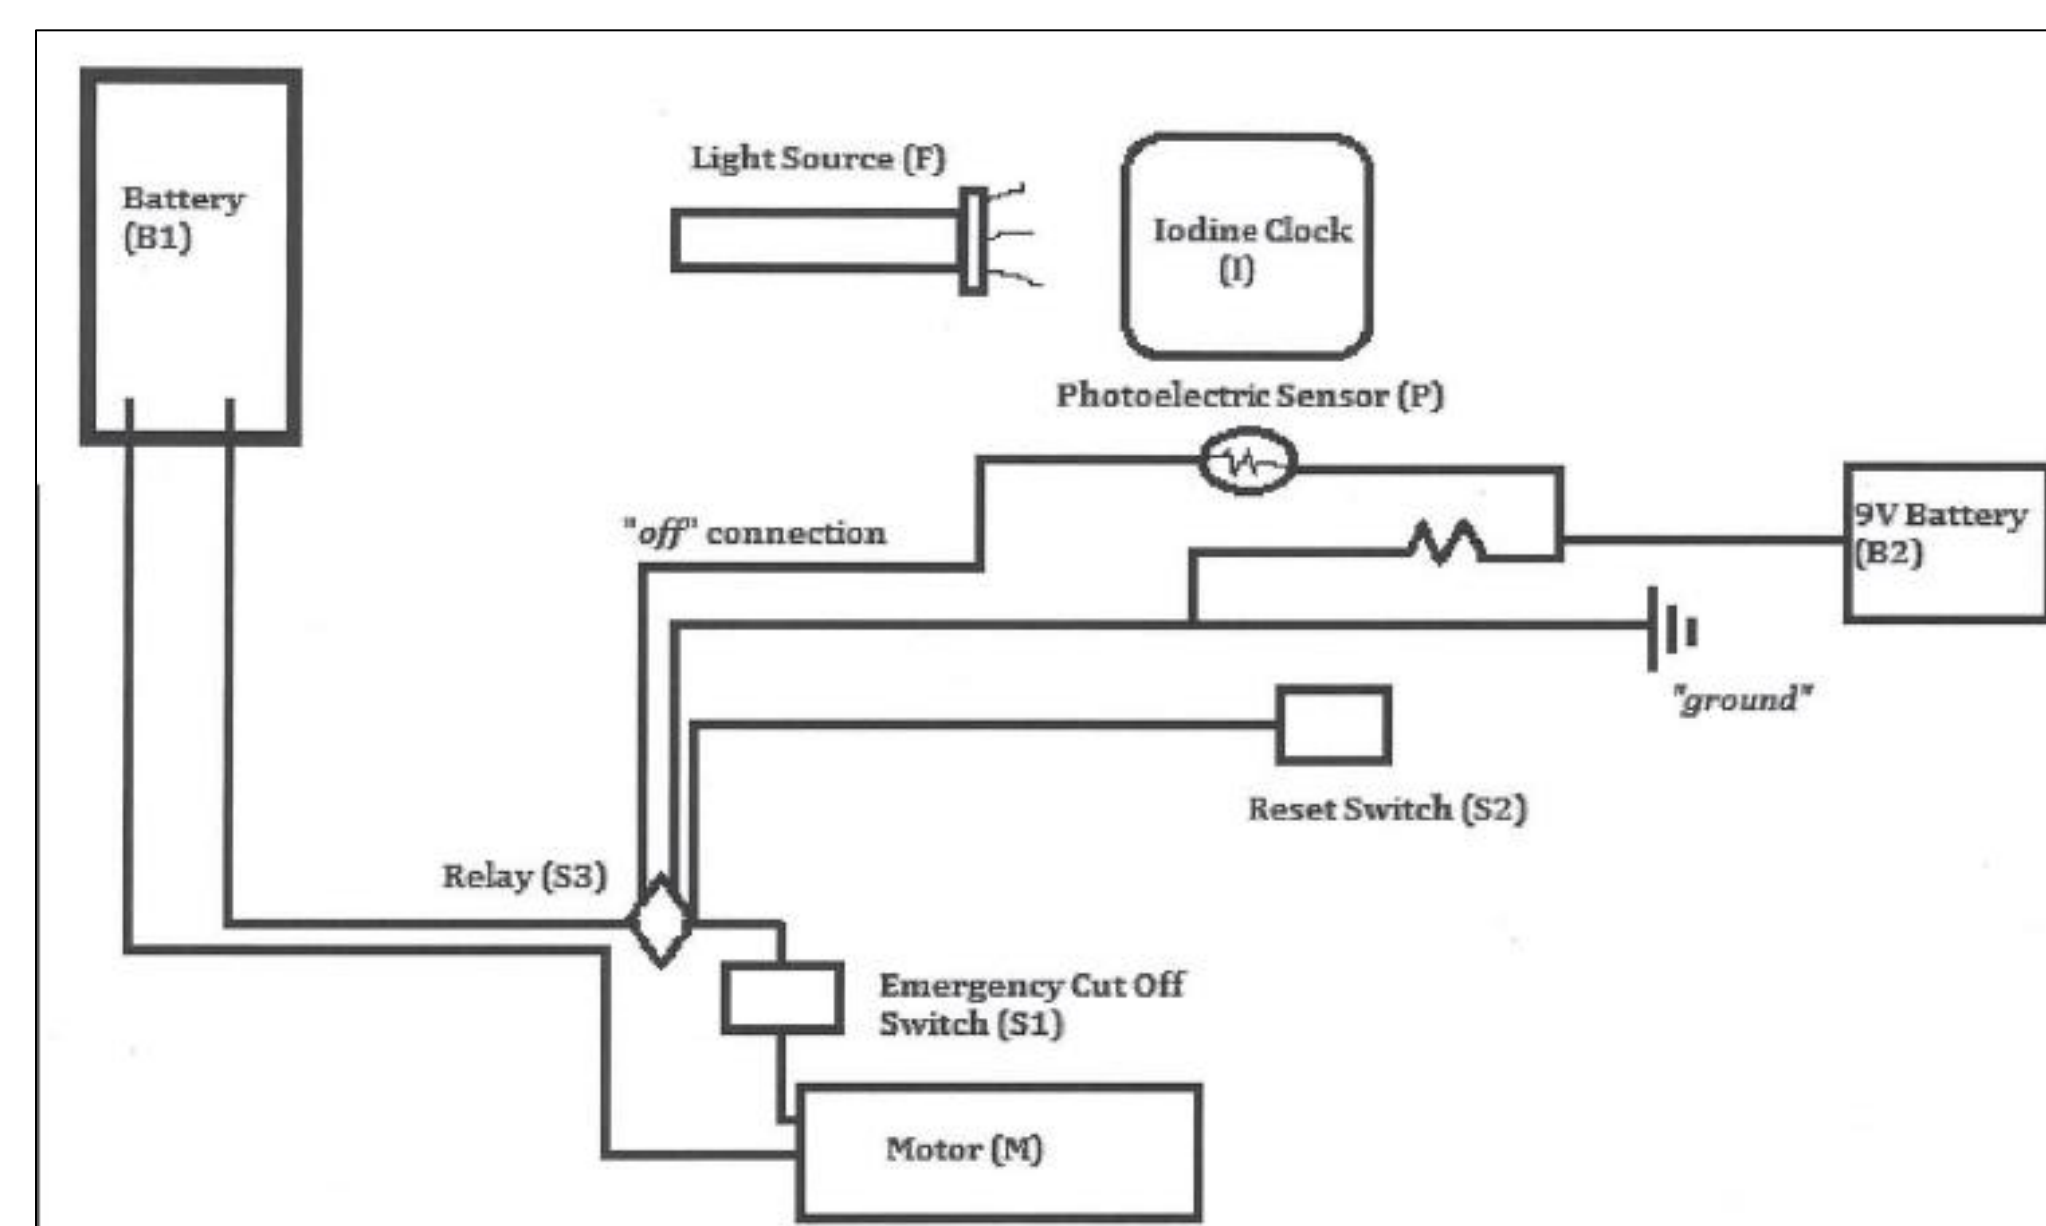 Light Source (F)
Battery
(B1)
Iodine Clock
(I)
Photoelectric Sensor (P)
"off" connection
9V Battery
(B2)
"ground"
Reset Switch (S2)
Relay (S3)
Emergency Cut Off
Switch (S1)
Motor (M)